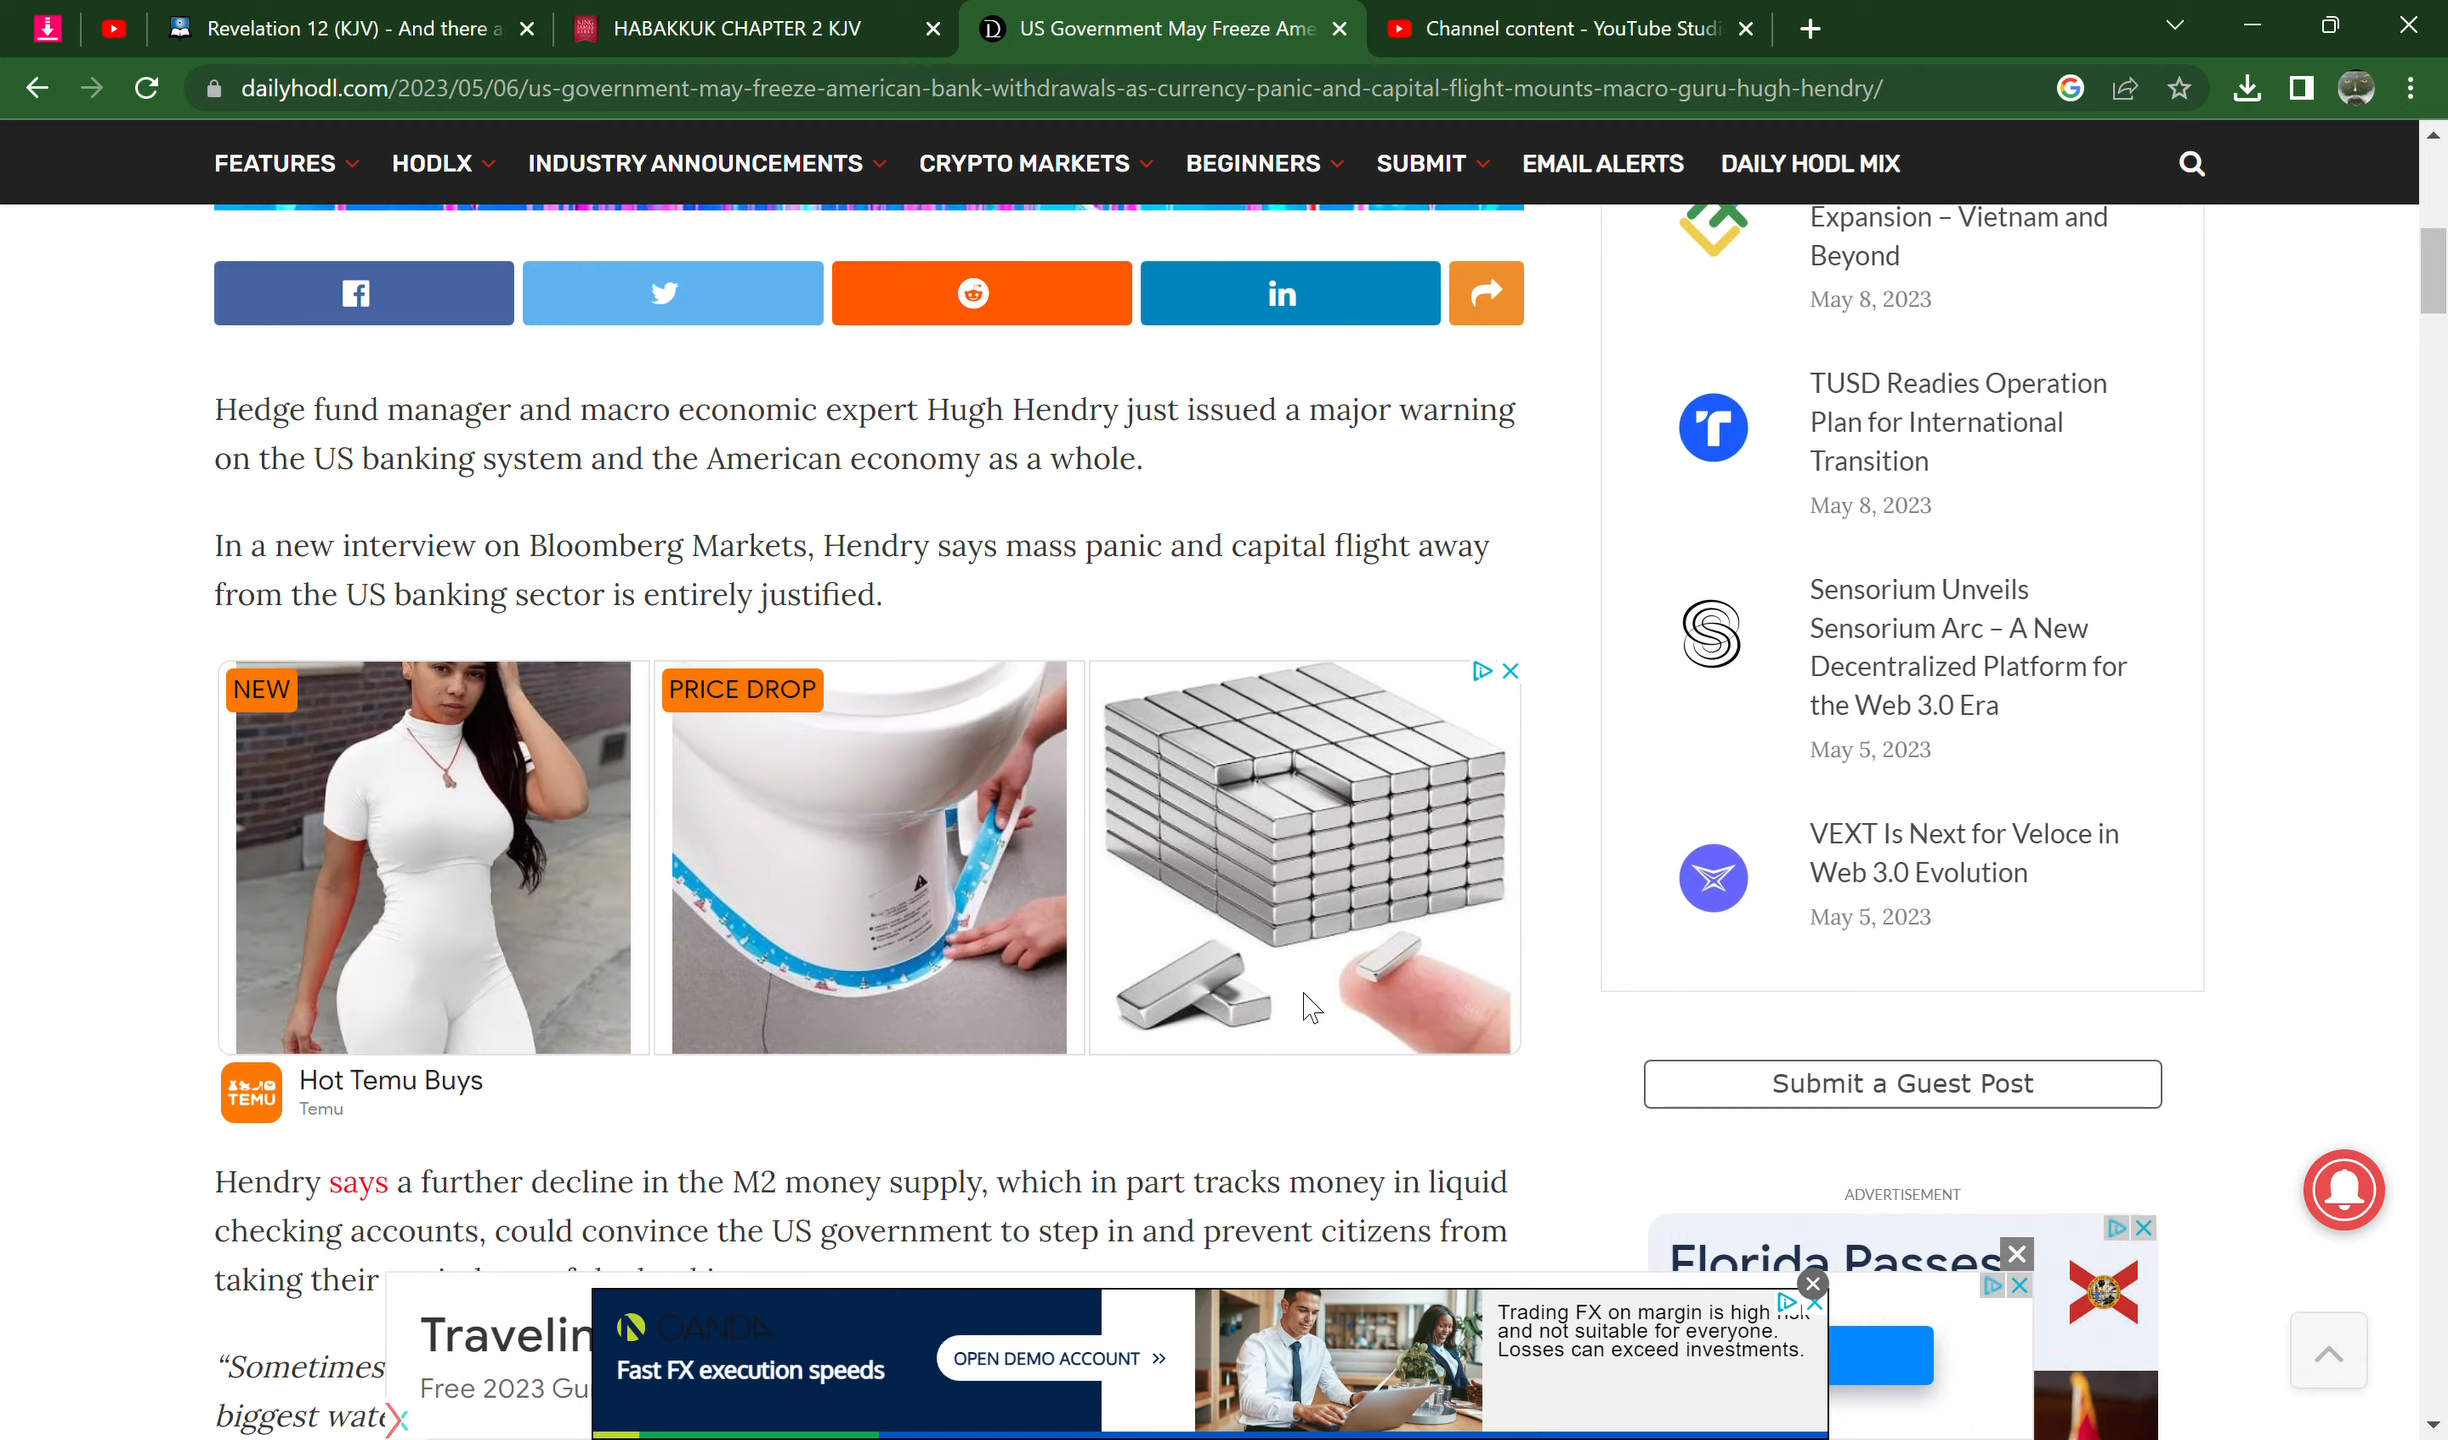 Revelation 12 (KJV) - And there a
HABAKKUK CHAPTER 2 KJV
US Government May Freeze Ame
Channel content - YouTube Studi
dailyhodl.com/2023/05/06/us-government-may-freeze-american-bank-withdrawals-as-currency-panic-and-capital-flight-mounts-macro-guru-hugh-hendry/
FEATURES HODLX INDUSTRY ANNOUNCEMENTS CRYPTO MARKETS BEGINNERS SUBMIT EMAIL ALERTS DAILY HODL MIX
Hedge fund manager and macro economic expert Hugh Hendry just issued a major warning
on the US banking system and the American economy as a whole.
In a new interview on Bloomberg Markets, Hendry says mass panic and capital flight away
from the US banking sector is entirely justified.
NEW
PRICE DROP
TEMU
Hot Temu Buys
Temu
Hendry says a further decline in the M2 money supply, which in part tracks money in liquid
checking accounts, could convince the US government to step in and prevent citizens from
taking their
“Sometimes
biggest wate
Travelin
Free 2023 Gu
OANDA
Fast FX execution speeds
OPEN DEMO ACCOUNT »
Trading FX on margin is high
and not suitable for everyone.
Losses can exceed investments.
Expansion – Vietnam and
Beyond
May 8, 2023
TUSD Readies Operation
Plan for International
Transition
May 8, 2023
Sensorium Unveils
Sensorium Arc – A New
Decentralized Platform for
the Web 3.0 Era
May 5, 2023
VEXT Is Next for Veloce in
Web 3.0 Evolution
May 5, 2023
Submit a Guest Post
ADVERTISEMENT
Florida Passes